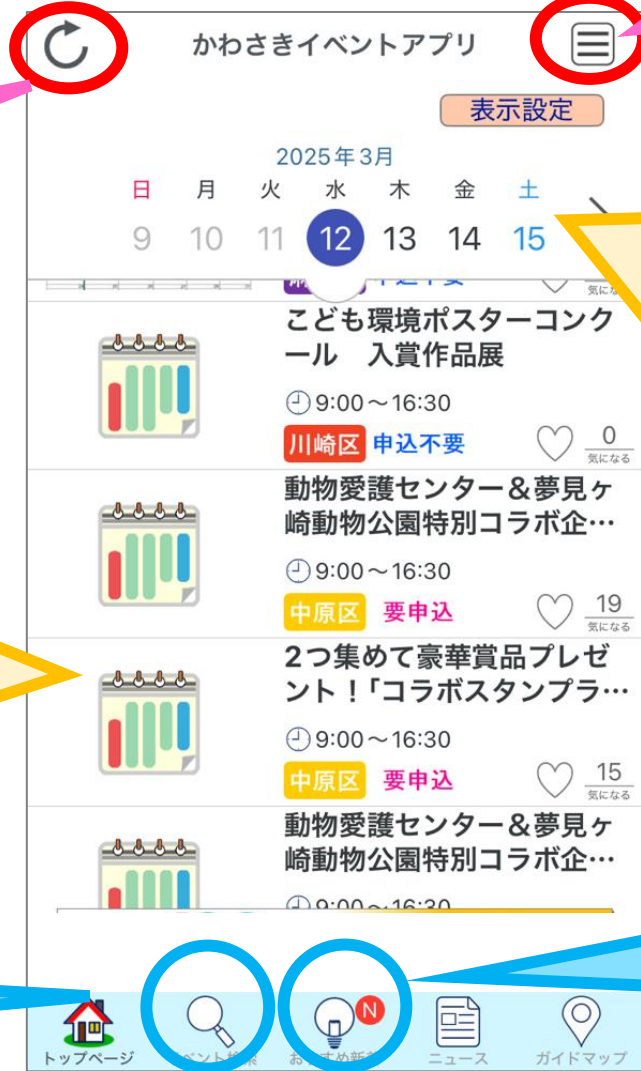 かわさきイベントアプリ
表示設定
2025年3月
日 月 火 水 木 金 土
9 10 11 12 13 14 15
こども環境ポスターコンク
ール 入賞作品展
9:00～16:30
川崎区 申込不要 0
気になる
動物愛護センター＆夢見ヶ
崎動物公園特別コラボ企…
9:00～16:30
中原区 要申込 19
気になる
2つ集めて豪華賞品プレゼ
ント！「コラボスタンプラ…
9:00～16:30
中原区 要申込 15
気になる
動物愛護センター＆夢見ヶ
崎動物公園特別コラボ企…
9:00～16:30
N
トップページ ニュース ガイドマップ